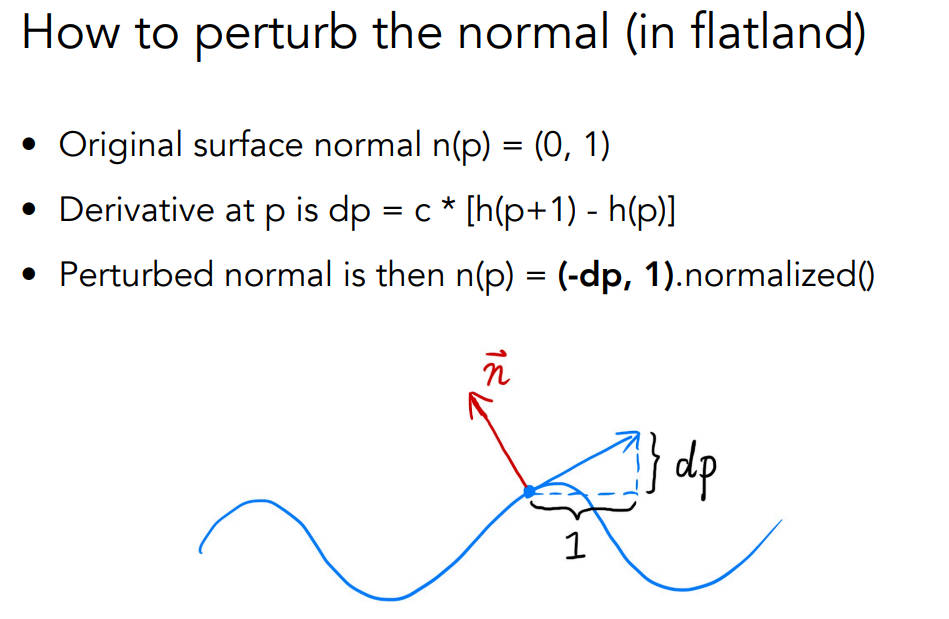 How to perturb the normal (in flatland)
• Original surface normal n(p) = (0, 1)
• Derivative at p is dp = c * [h(p+1) - h(p)]
• Perturbed normal is then n(p) = (-dp, 1).normalized()
n⃗
dp
1